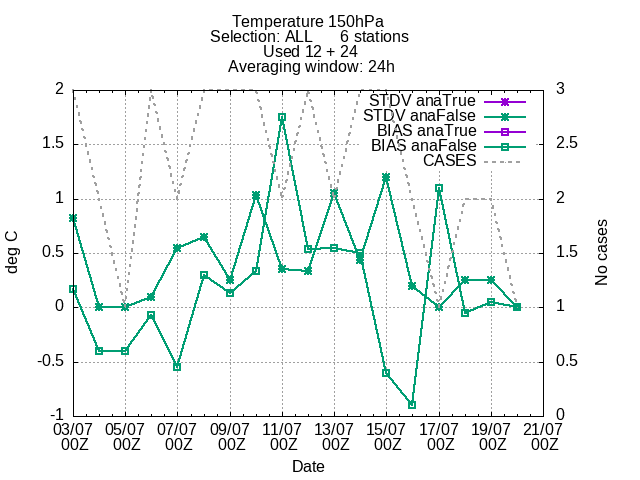 Temperature 150hPa
Selection: ALL 6 stations
Used 12 + 24
Averaging window: 24h
2
1.5
1
0.5
0
-0.5
-1
deg C
3
2.5
2
1.5
1
0.5
0
No cases
STDV anaTrue
STDV anaFalse
BIAS anaTrue
BIAS anaFalse
CASES
03/07 05/07 07/07 09/07 11/07 13/07 15/07 17/07 19/07 21/07
00Z 00Z 00Z 00Z 00Z 00Z 00Z 00Z 00Z 00Z
Date